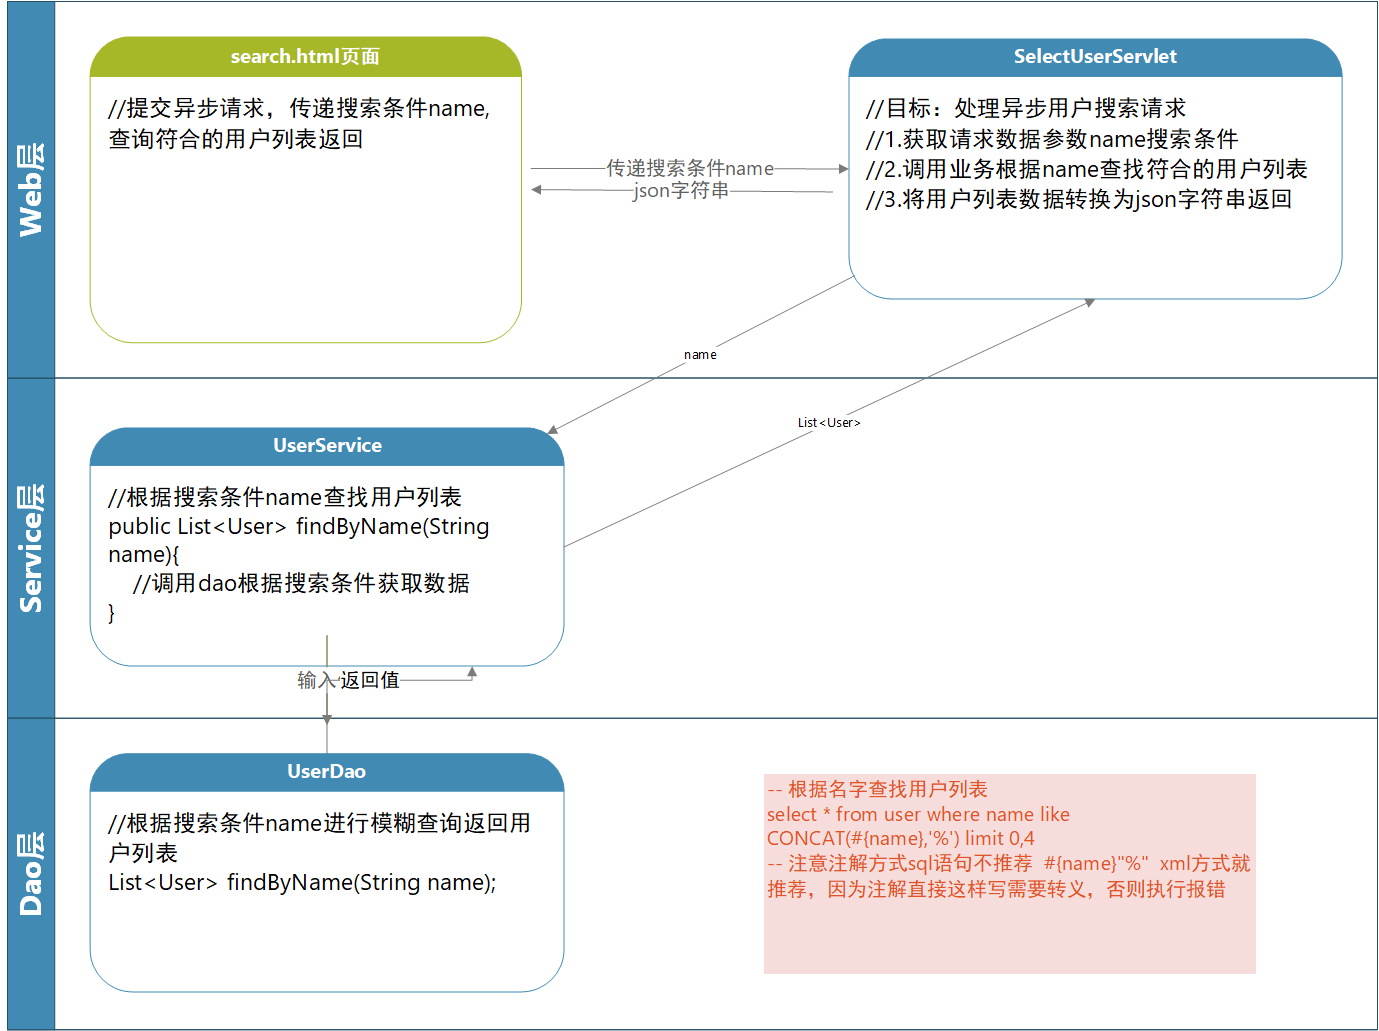 Web层
search.html页面
//提交异步请求，传递搜索条件name,
查询符合的用户列表返回
传递搜索条件name
json字符串
SelectUserServlet
//目标：处理异步用户搜索请求
//1.获取请求数据参数name搜索条件
//2.调用业务根据name查找符合的用户列表
//3.将用户列表数据转换为json字符串返回
name
List<User>
Service层
UserService
//根据搜索条件name查找用户列表
public List<User> findByName(String
name){
//调用dao根据搜索条件获取数据
}
输入
返回值
Dao层
UserDao
//根据搜索条件name进行模糊查询返回用
户列表
List<User> findByName(String name);
-- 根据名字查找用户列表
select * from user where name like
CONCAT(#{name},'%') limit 0,4
-- 注意注解方式sql语句不推荐  #{name}"%"  xml方式就
推荐，因为注解直接这样写需要转义，否则执行报错